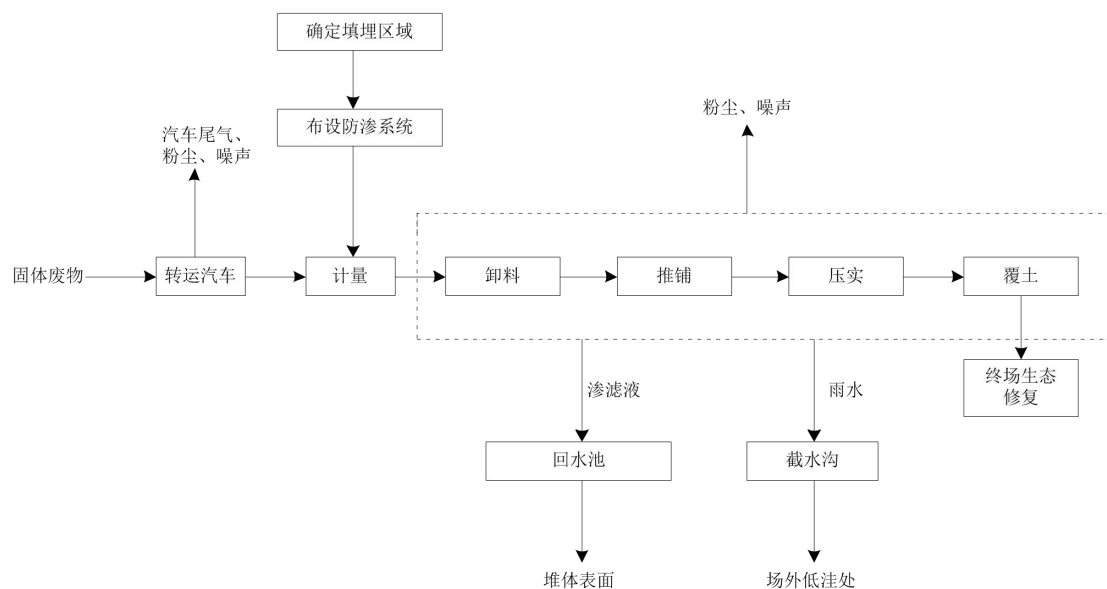 确定填埋区域
布设防渗系统
粉尘、噪声
汽车尾气、
粉尘、噪声
固体废物
转运汽车
计量
卸料
推铺
压实
覆土
终场生态
修复
渗滤液
雨水
回水池
截水沟
堆体表面
场外低洼处